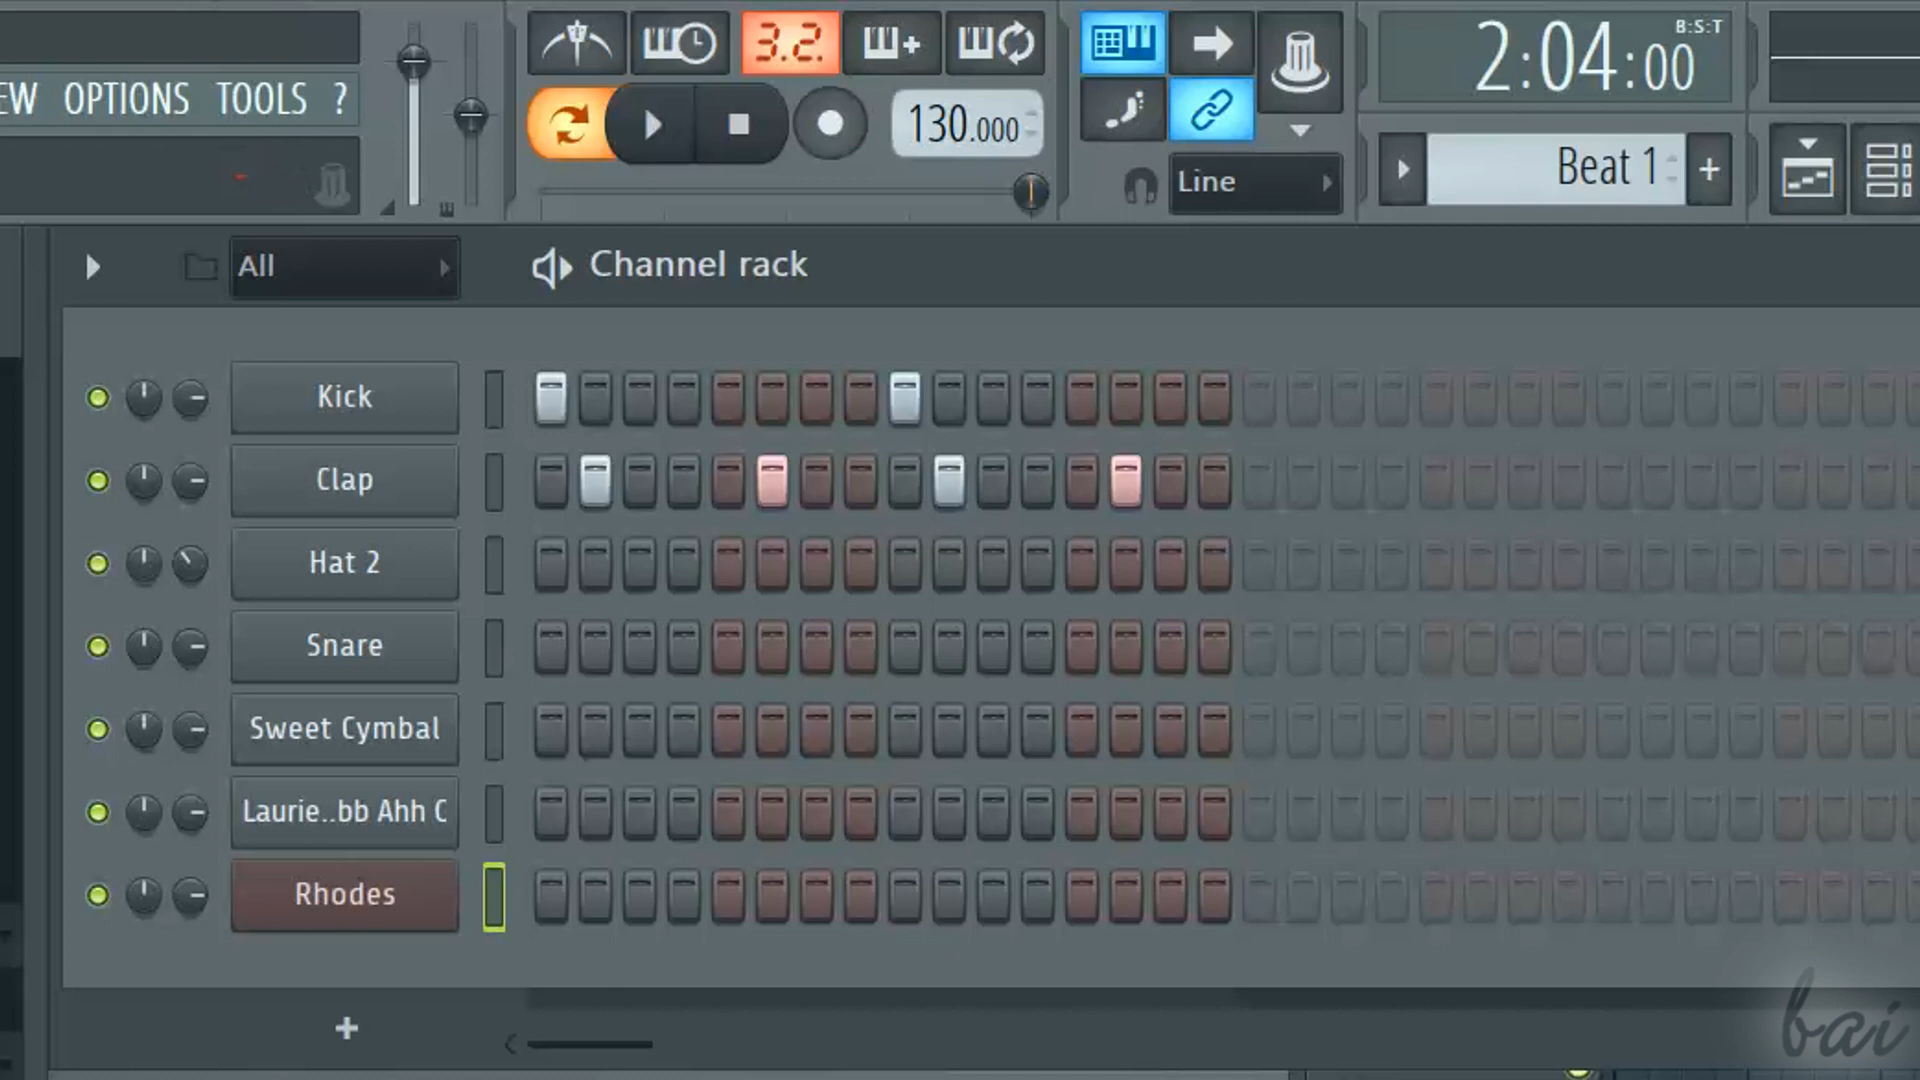 EW OPTIONS TOOLS ?
3.2.
130.000
Line
2:04:00
B:S:T
Beat 1
+
All
Channel rack
Kick
Clap
Hat 2
Snare
Sweet Cymbal
Laurie..bb Ahh C
Rhodes
+
bai